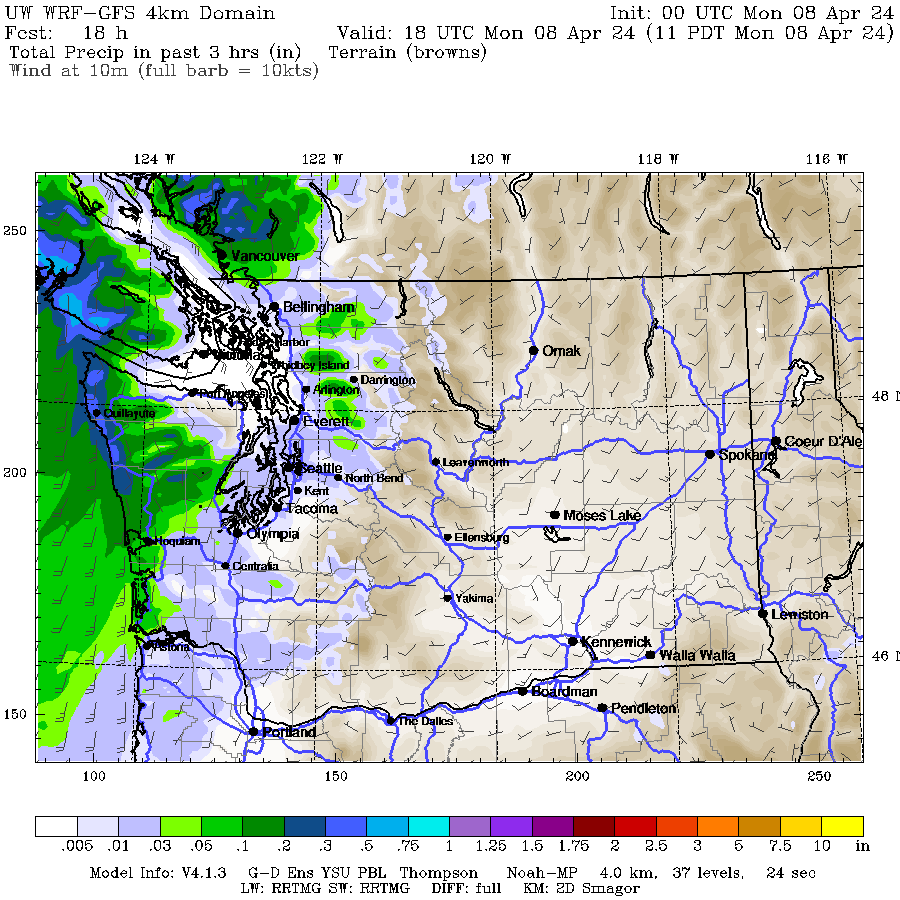 UW WRF-GFS 4km Domain Init: 00 UTC Mon 08 Apr 24
Fcst: 18 h Valid: 18 UTC Mon 08 Apr 24 (11 PDT Mon 08 Apr 24)
Total Precip in past 3 hrs (in) Terrain (browns)
Wind at 10m (full barb = 10kts)
124 W 122 W 120 W 118 W 116 W
250
Vancouver
Bellingham
Harbor
Omak
Whidbey Island
Darrington
Port Angeles
Arlington
48 N
Quillayute
Everett
Coeur D'Ale
Spokane
Leavenworth
200
Seattle
North Bend
Kent
Tacoma
Moses Lake
Olympia
Hoquiam
Ellensburg
Centralia
Yakima
Lewiston
Kennewick
Astoria
Walla Walla
46 N
Boardman
Pendleton
150
The Dalles
Portland
100 150 200 250
.005 .01 .03 .05 .1 .2 .3 .5 .75 1 1.25 1.5 1.75 2 2.5 3 5 7.5 10 in
Model Info: V4.1.3 G-D Ens YSU PBL Thompson Noah-MP 4.0 km, 37 levels, 24 sec
LW: RRTMG SW: RRTMG DIFF: full KM: 2D Smagor